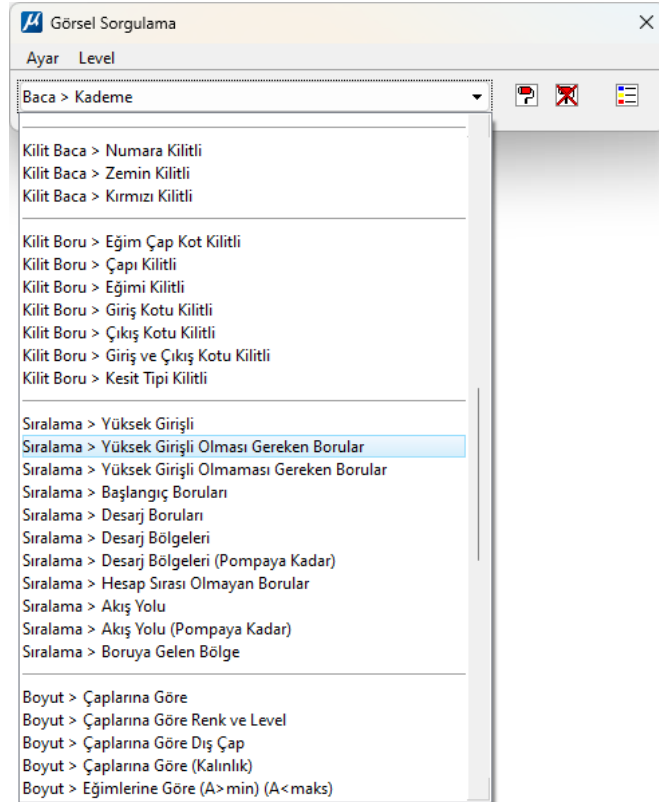 Görsel Sorgulama
Ayar Level
Baca > Kademe
Kilit Baca > Numara Kilitli
Kilit Baca > Zemin Kilitli
Kilit Baca > Kırmızı Kilitli
Kilit Boru > Eğim Çap Kot Kilitli
Kilit Boru > Çapı Kilitli
Kilit Boru > Eğimi Kilitli
Kilit Boru > Giriş Kotu Kilitli
Kilit Boru > Çıkış Kotu Kilitli
Kilit Boru > Giriş ve Çıkış Kotu Kilitli
Kilit Boru > Kesit Tipi Kilitli
Sıralama > Yüksek Girişli
Sıralama > Yüksek Girişli Olması Gereken Borular
Sıralama > Yüksek Girişli Olmaması Gereken Borular
Sıralama > Başlangıç Boruları
Sıralama > Desarj Boruları
Sıralama > Desarj Bölgeleri
Sıralama > Desarj Bölgeleri (Pompaya Kadar)
Sıralama > Hesap Sırası Olmayan Borular
Sıralama > Akış Yolu
Sıralama > Akış Yolu (Pompaya Kadar)
Sıralama > Boruya Gelen Bölge
Boyut > Çaplarına Göre
Boyut > Çaplarına Göre Renk ve Level
Boyut > Çaplarına Göre Dış Çap
Boyut > Çaplarına Göre (Kalınlık)
Boyut > Eğimlerine Göre (A>min) (A<maks)